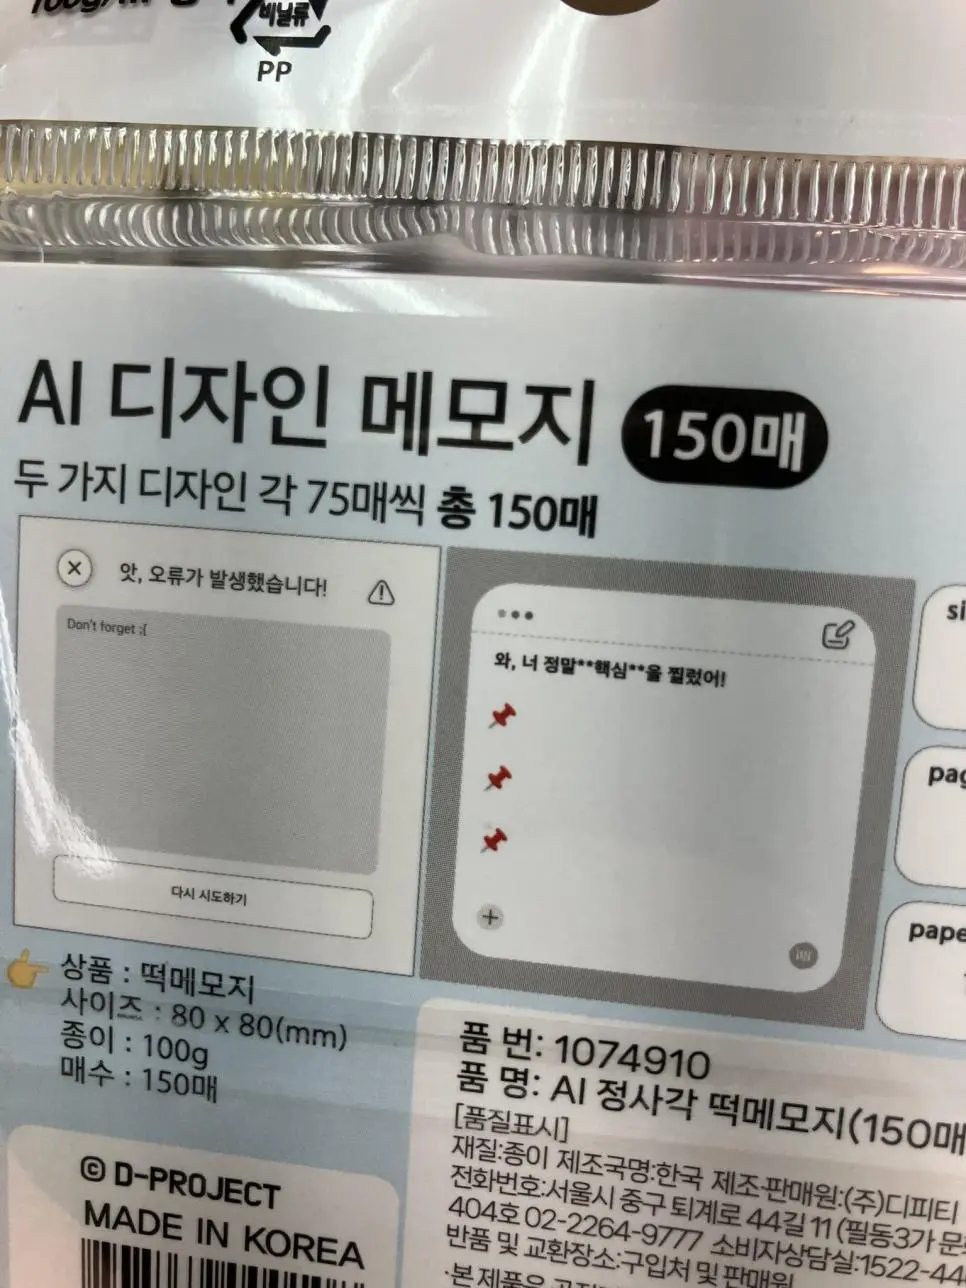 비닐류
PP
AI 디자인 메모지 150매
두 가지 디자인 각 75매씩 총 150매
앗, 오류가 발생했습니다!
Don't forget ;[
다시 시도하기
와, 너 정말**핵심**을 찔렀어!
상품 : 떡메모지
사이즈 : 80 x 80(mm)
종이 : 100g
매수 : 150매
© D-PROJECT
MADE IN KOREA
품 번: 1074910
품 명: AI 정사각 떡메모지(150매
[품질표시]
재질:종이 제조국명:한국 제조·판매원:(주)디피티
전화번호:서울시 중구 퇴계로 44길 11 (필동3가
404호 02-2264-9777 소비자상담실:1522-44
반품 및 교환장소:구입처 및 판매원
·본 제품은